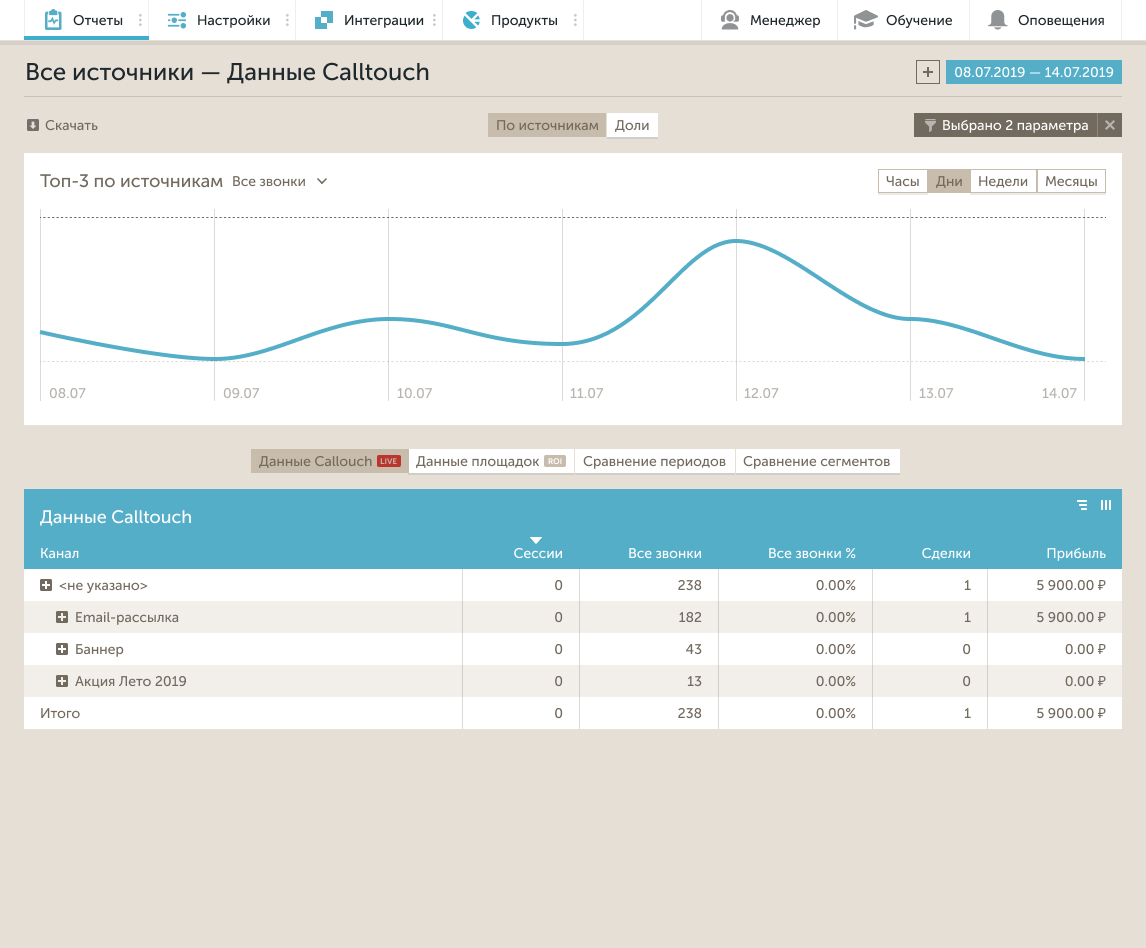 Отчеты Настройки Интеграции Продукты Менеджер Обучение Оповещения
Все источники — Данные Calltouch 08.07.2019 — 14.07.2019
Скачать По источникам Доли Выбрано 2 параметра
Топ-3 по источникам Все звонки Часы Дни Недели Месяцы
08.07 09.07 10.07 11.07 12.07 13.07 14.07
Данные Callouch LIVE Данные площадок ROI Сравнение периодов Сравнение сегментов
Данные Calltouch
Канал Сессии Все звонки Все звонки % Сделки Прибыль
<не указано> 0 238 0.00% 1 5 900.00 ₽
Email-рассылка 0 182 0.00% 1 5 900.00 ₽
Баннер 0 43 0.00% 0 0.00 ₽
Акция Лето 2019 0 13 0.00% 0 0.00 ₽
Итого 0 238 0.00% 1 5 900.00 ₽